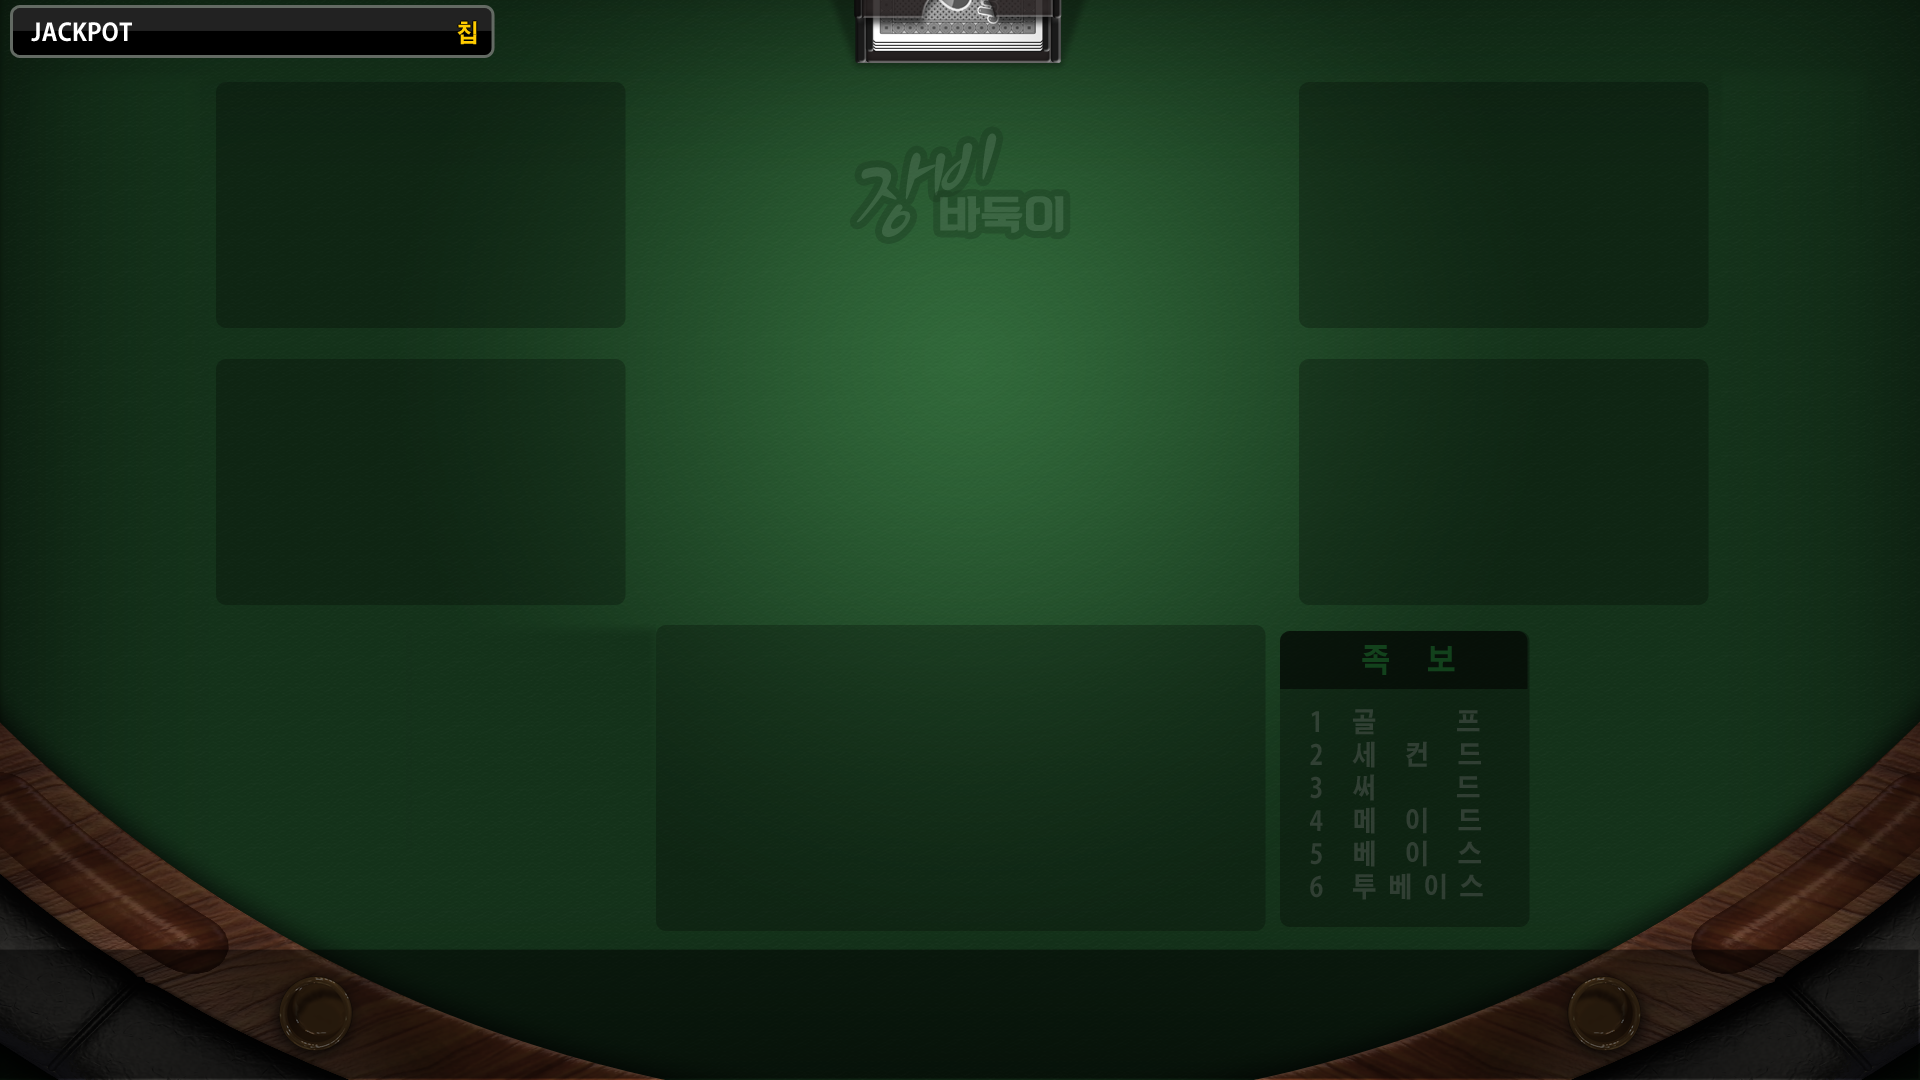 JACKPOT 칩
장비
바둑이
족 보
1 골 프
2 세 컨 드
3 써 드
4 메 이 드
5 베 이 스
6 투 베 이 스